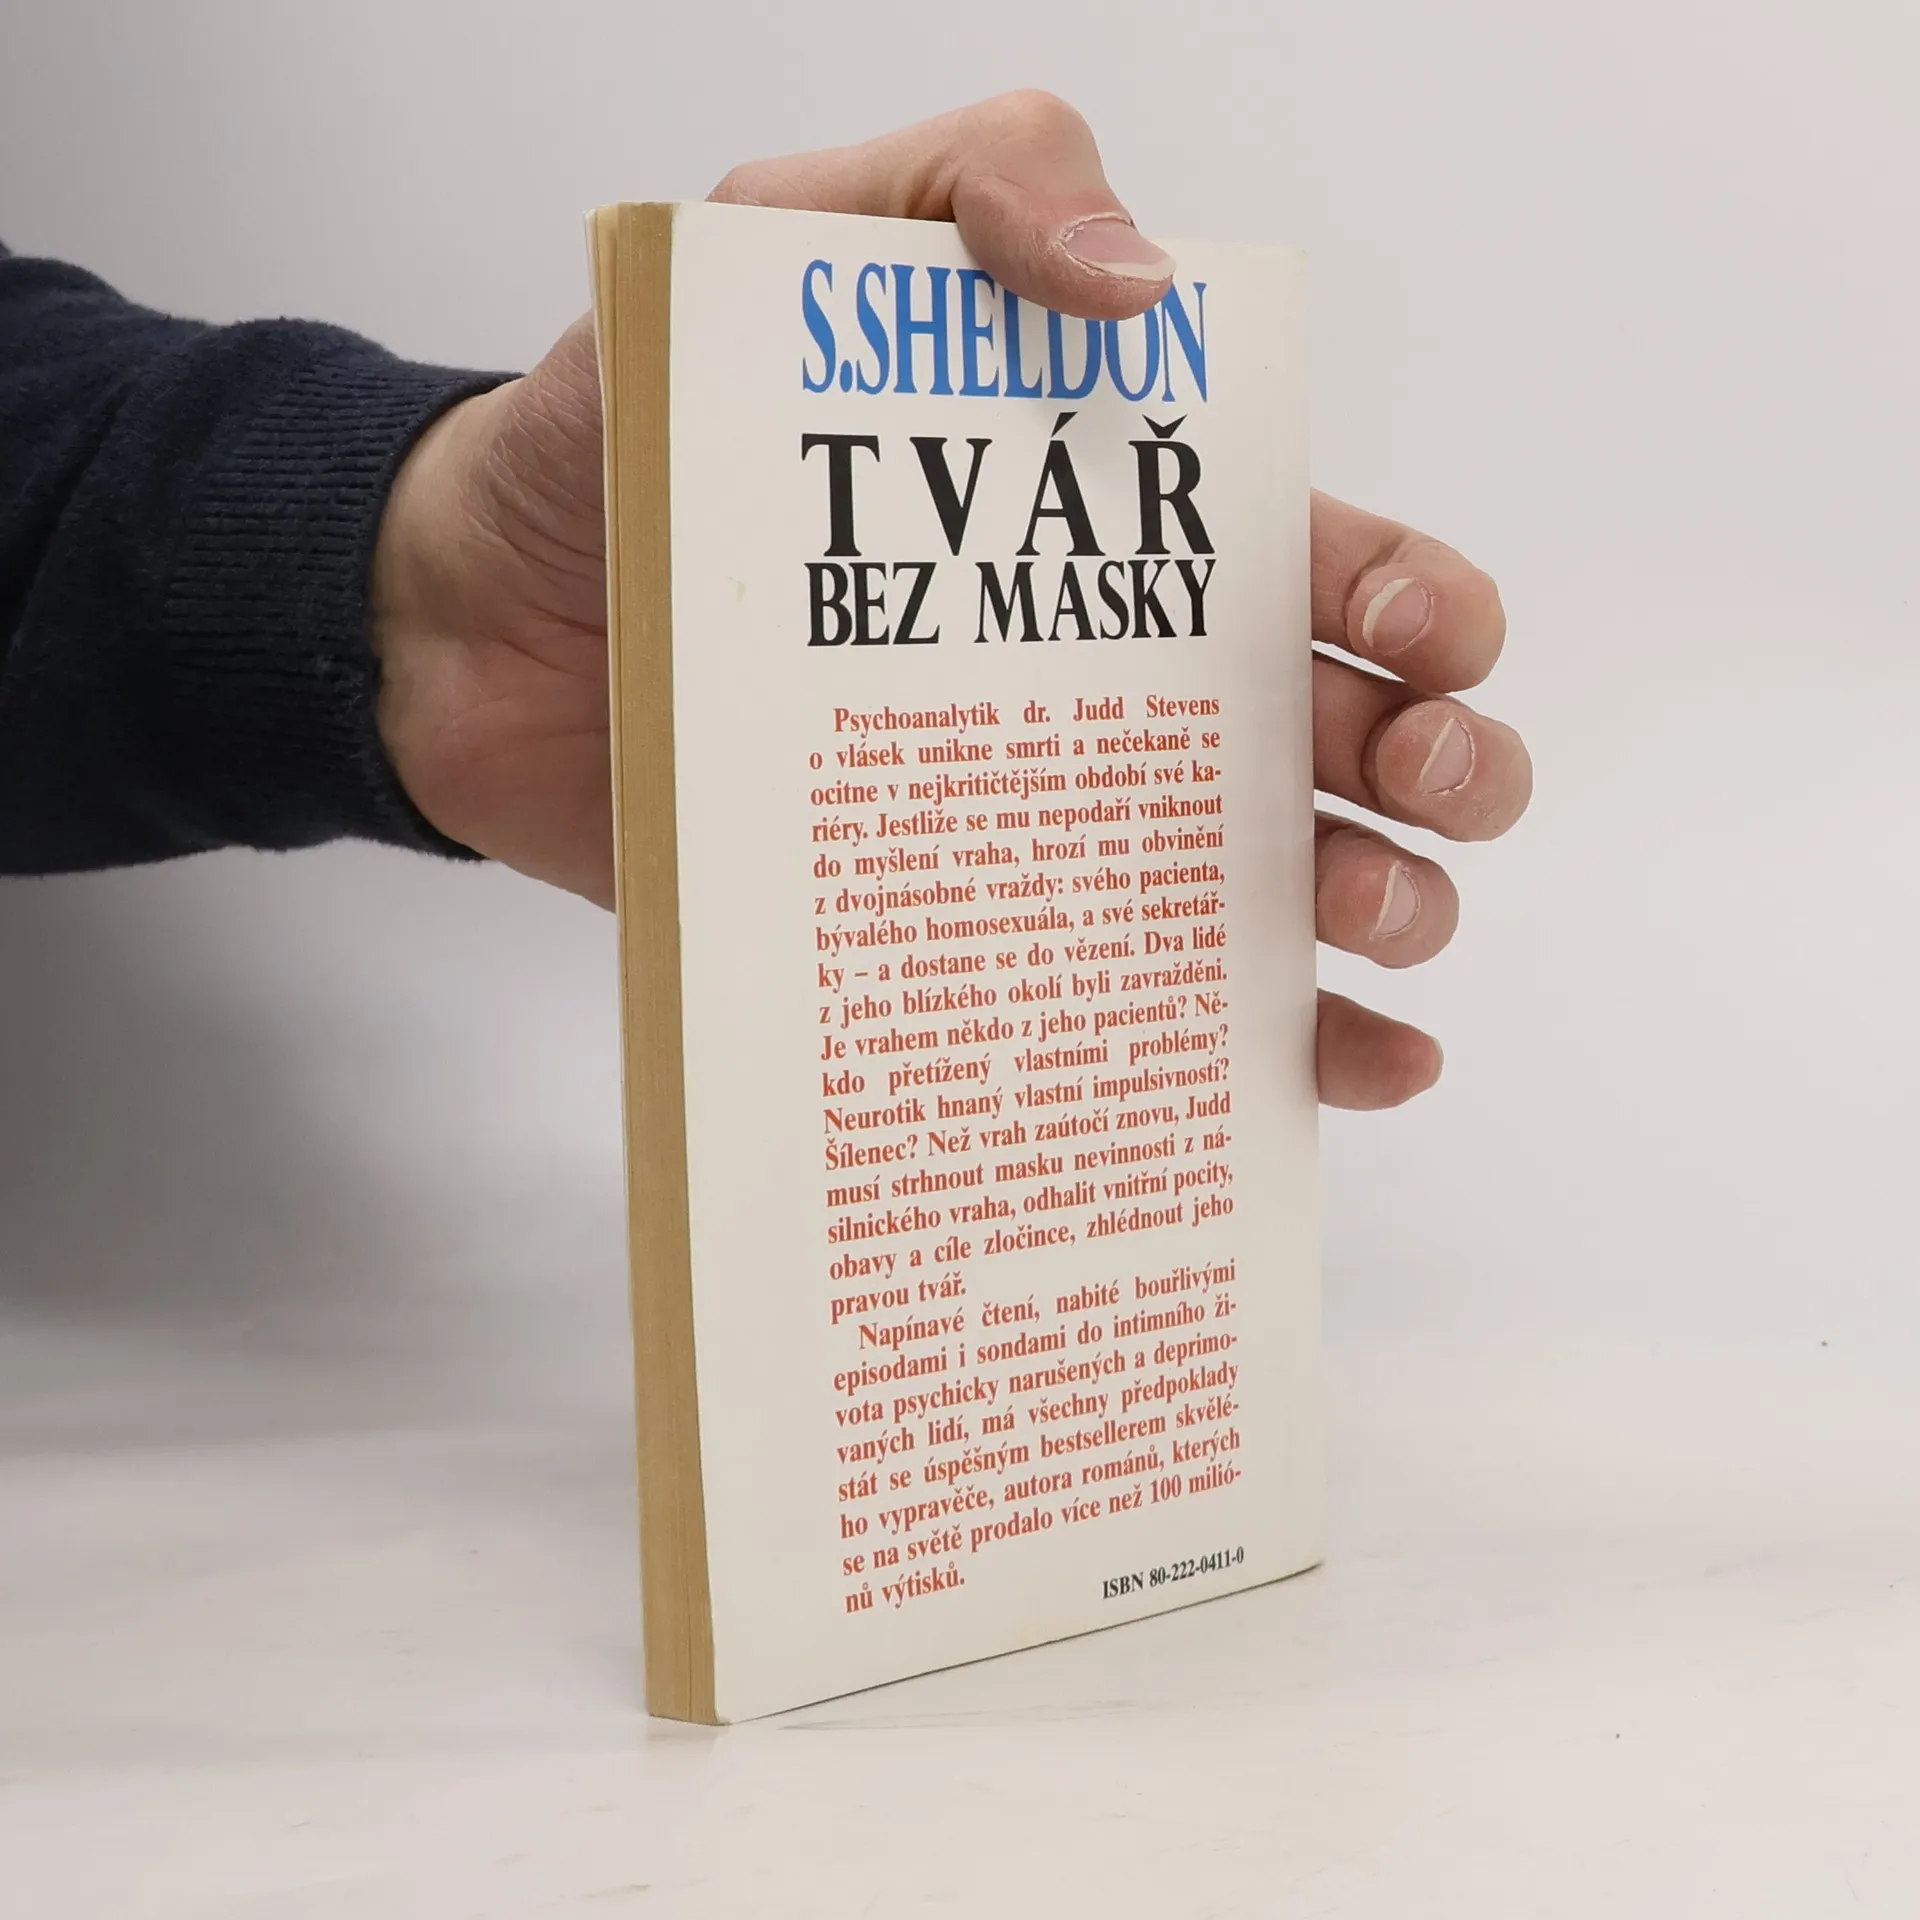 S.SHELDON
TVÁŘ
BEZ MASKY
Psychoanalytik dr. Judd Stevens
o vlásek unikne smrti a nečekaně se
ocitne v nejkritičtějším období své ka-
riéry. Jestliže se mu nepodaří vniknout
do myšlení vraha, hrozí mu obvinění
z dvojnásobné vraždy: svého pacienta,
bývalého homosexuála, a své sekretář-
ky – a dostane se do vězení. Dva lidé
z jeho blízkého okolí byli zavražděni.
Je vrahem někdo z jeho pacientů? Ně-
kdo přetížený vlastními problémy?
Neurotik hnaný vlastní impulsivností?
Šílenec? Než vrah zaútočí znovu, Judd
musí strhnout masku nevinnosti z ná-
silnického vraha, odhalit vnitřní pocity,
obavy a cíle zločince, zhlédnout jeho
pravou tvář.
Napínavé čtení, nabité bouřlivými
episodami i sondami do intimního ži-
vota psychicky narušených a deprimo-
vaných lidí, má všechny předpoklady
stát se úspěšným bestsellerem skvělé-
ho vypravěče, autora románů, kterých
se na světě prodalo více než 100 milió-
nů výtisků.
ISBN 80-222-0411-0